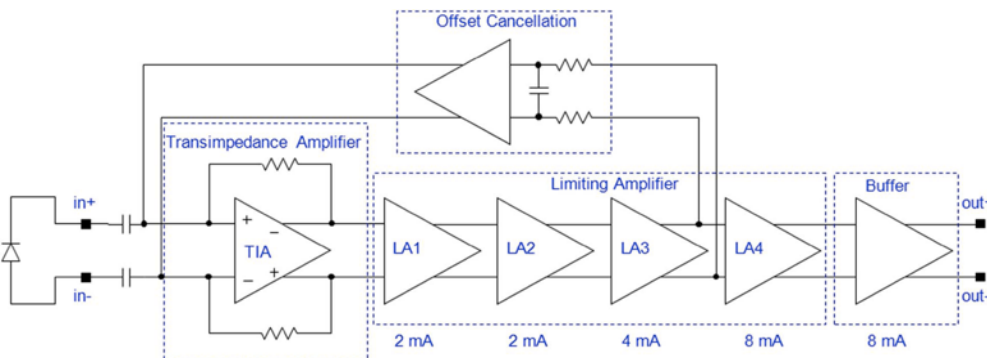 Offset Cancellation
Transimpedance Amplifier
Limiting Amplifier
Buffer
in+
out+
+
−
TIA
LA1
LA2
LA3
LA4
−
+
in-
out-
2 mA
2 mA
4 mA
8 mA
8 mA